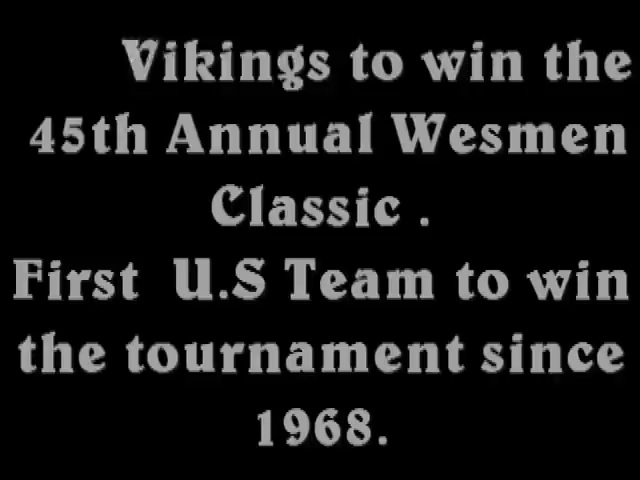 Vikings to win the
45th Annual Wesmen
Classic .
First U.S Team to win
the tournament since
1968.